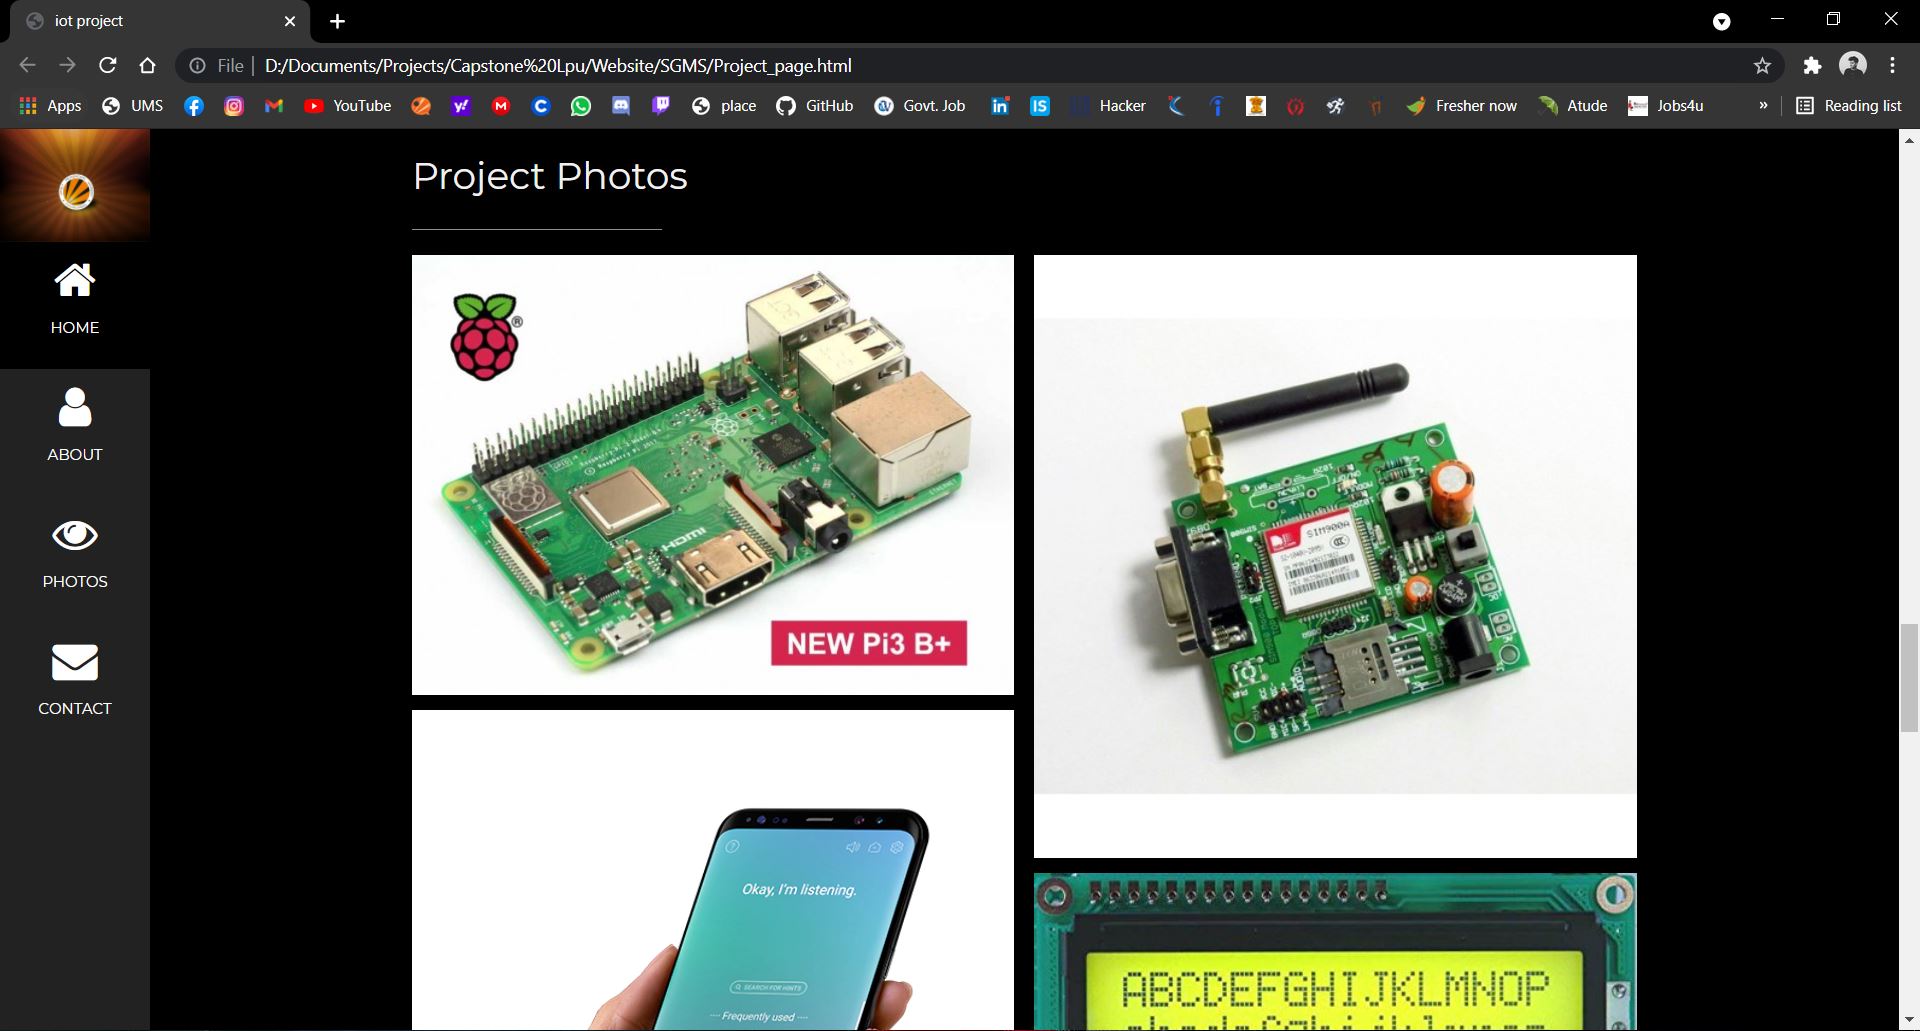 iot project
File
D:/Documents/Projects/Capstone%20Lpu/Website/SGMS/Project_page.html
Apps
UMS
YouTube
place
GitHub
Govt. Job
IS
Hacker
Fresher now
Atude
Jobs4u
»
Reading list
Project Photos
HOME
ABOUT
PHOTOS
CONTACT
HDMI
ETHERNET
NEW Pi3 B+
SIM900A
Okay, I'm listening.
SEARCH FOR HINTS
Frequently used
ABCDEFGHIJKLMNOP